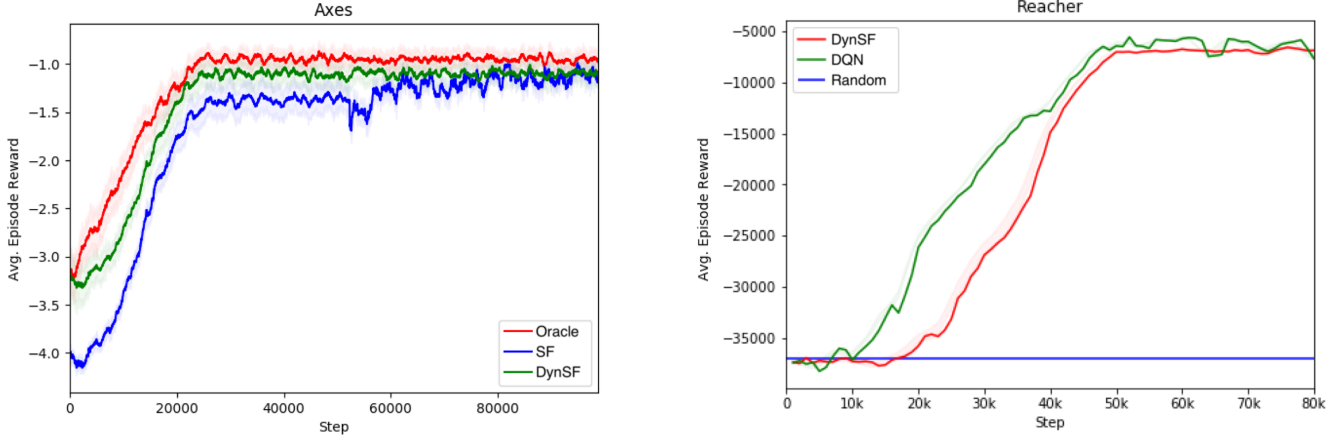 Axes
Avg. Episode Reward
−1.0
−1.5
−2.0
−2.5
−3.0
−3.5
−4.0
0
20000
40000
60000
80000
Step
Oracle
SF
DynSF
Reacher
Avg. Episode Reward
−5000
−10000
−15000
−20000
−25000
−30000
−35000
0
10k
20k
30k
40k
50k
60k
70k
80k
Step
DynSF
DQN
Random